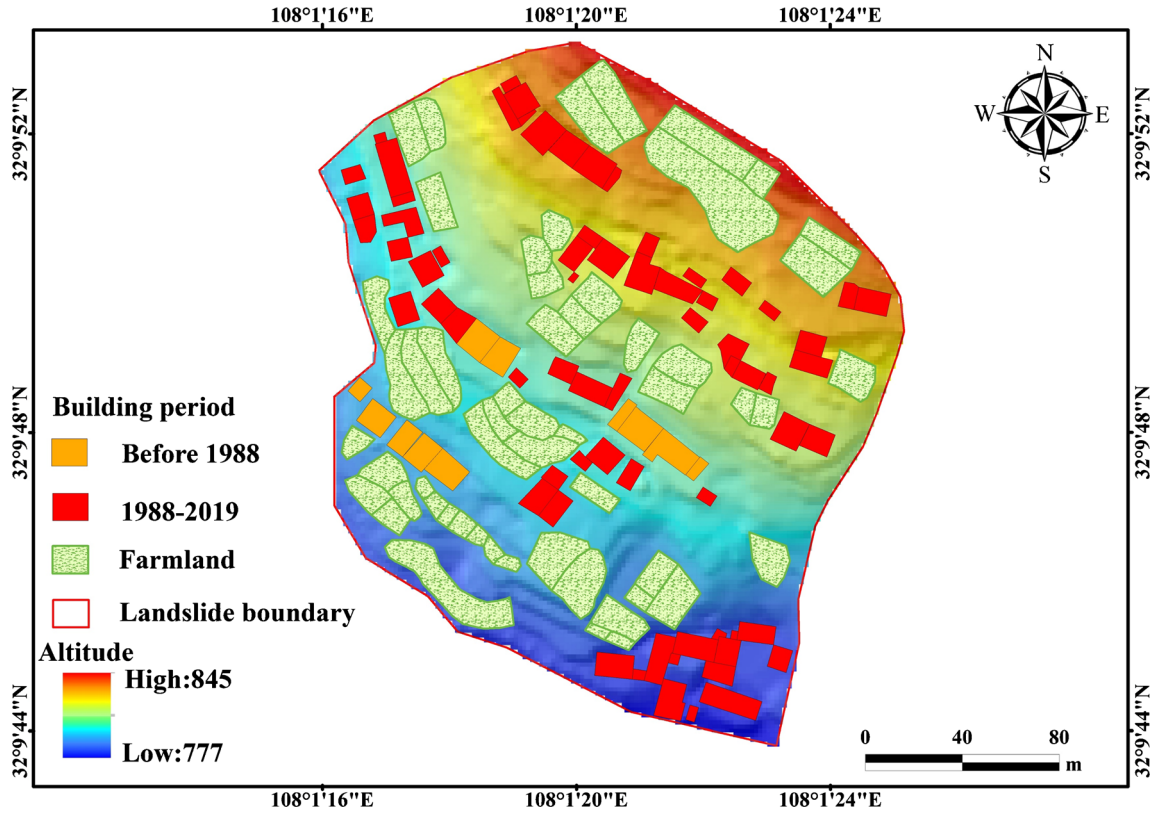 108°1'16"E 108°1'20"E 108°1'24"E
32°9'52"N
32°9'52"N
N
W E
S
32°9'48"N
32°9'48"N
Building period
Before 1988
1988-2019
Farmland
Landslide boundary
Altitude
High:845
Low:777
32°9'44"N
32°9'44"N
0 40 80
m
108°1'16"E 108°1'20"E 108°1'24"E